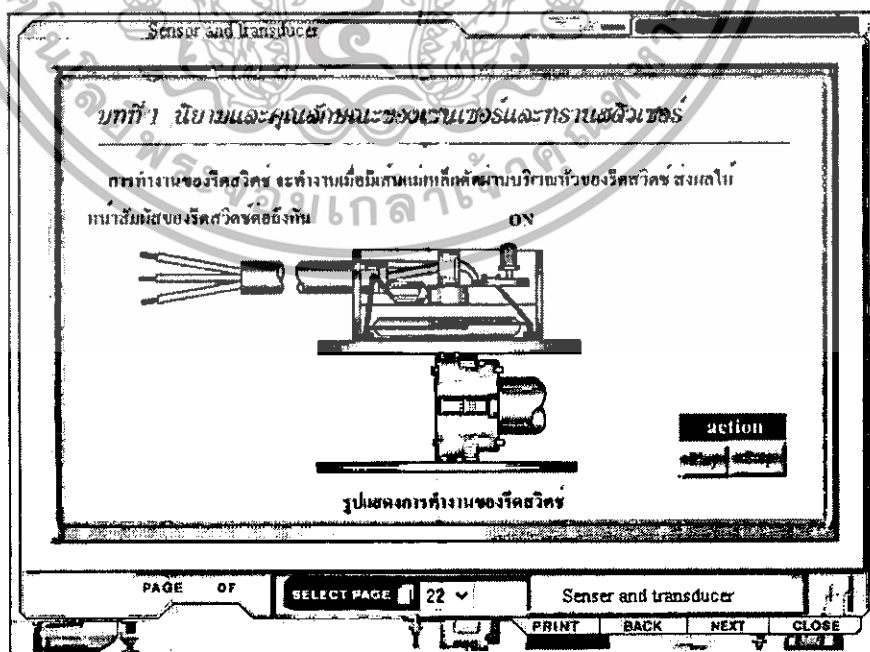 Sensor and transducer
บทที่ 1 นิยามและคุณลักษณะของเซนเซอร์และทรานสดิวเซอร์
การทำงานของรีดสวิตช์ จะทำงานเมื่อมีเส้นแม่เหล็กตัดผ่านบริเวณหัวของรีดสวิตช์ ส่งผลให้
หน้าสัมผัสของรีดสวิตช์ต่อถึงกัน
ON
action
รูปแสดงการทำงานของรีดสวิตช์
PAGE OF
SELECT PAGE 22
Senser and transducer
PRINT BACK NEXT CLOSE